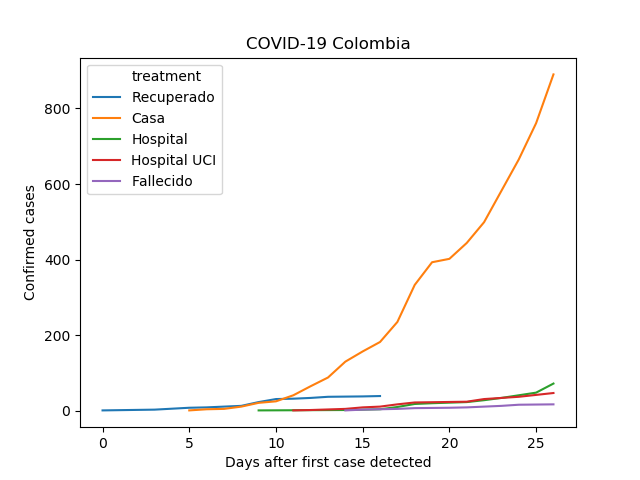 COVID-19 Colombia
treatment
Recuperado
Casa
Hospital
Hospital UCI
Fallecido
Confirmed cases
800
600
400
200
0
0 5 10 15 20 25
Days after first case detected